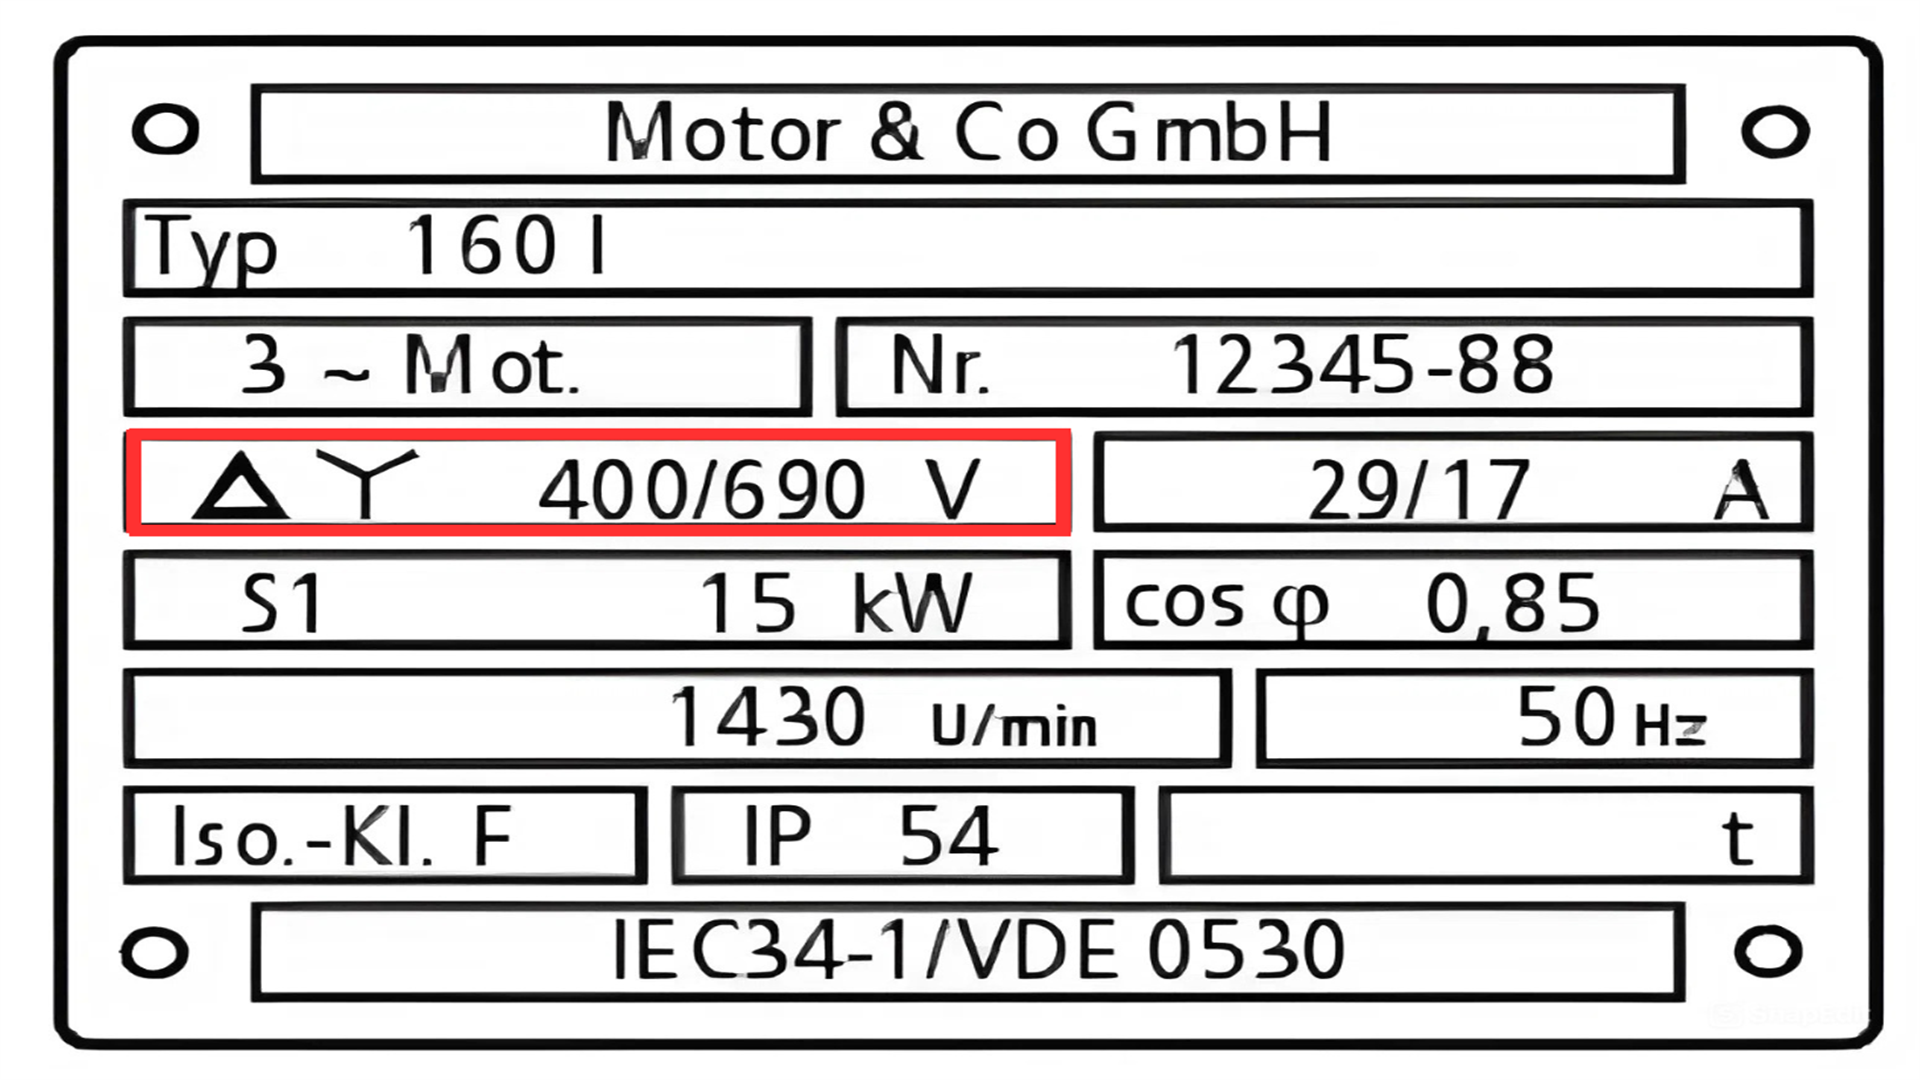 Motor & Co GmbH
Typ 160 l
3 ~ Mot. Nr. 12345-88
Δ Y 400/690 V 29/17 A
S1 15 kW cos φ 0,85
1430 U/min 50 Hz
Iso.-Kl. F IP 54 t
IEC34-1/VDE 0530